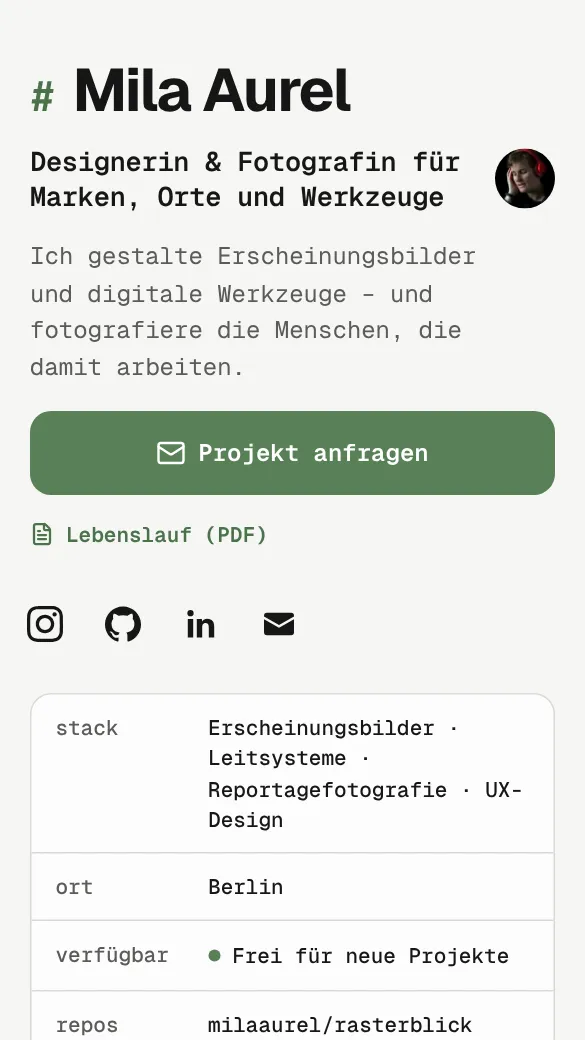 # Mila Aurel
Designerin & Fotografin für
Marken, Orte und Werkzeuge
Ich gestalte Erscheinungsbilder
und digitale Werkzeuge – und
fotografiere die Menschen, die
damit arbeiten.
Projekt anfragen
Lebenslauf (PDF)
in
stack
Erscheinungsbilder ·
Leitsysteme ·
Reportagefotografie · UX-
Design
ort
Berlin
verfügbar
Frei für neue Projekte
repos
milaaurel/rasterblick